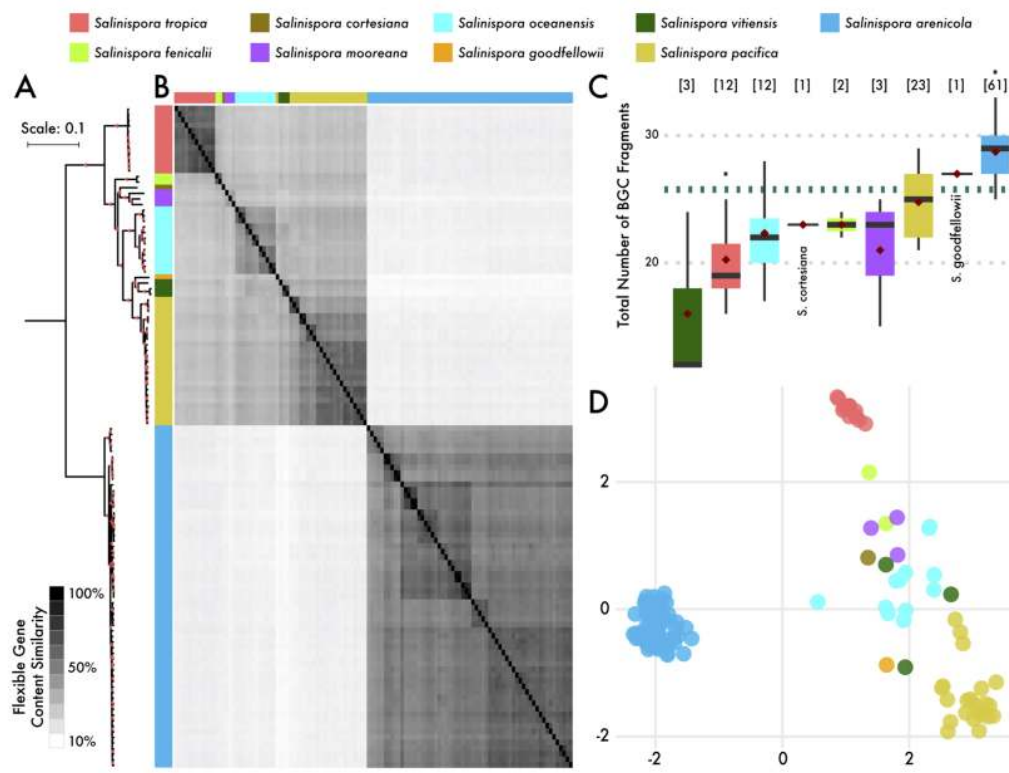 Salinispora tropica
Salinispora cortesiana
Salinispora oceanensis
Salinispora vitiensis
Salinispora arenicola
Salinispora fenicalii
Salinispora mooreana
Salinispora goodfellowii
Salinispora pacifica
A
Scale: 0.1
B
100%
50%
10%
Flexible Gene
Content Similarity
C
[3] [12] [12] [1] [2] [3] [23] [1] [61]
Total Number of BGC Fragments
30
20
S. cortesiana
S. goodfellowii
D
2
0
-2
-2 0 2